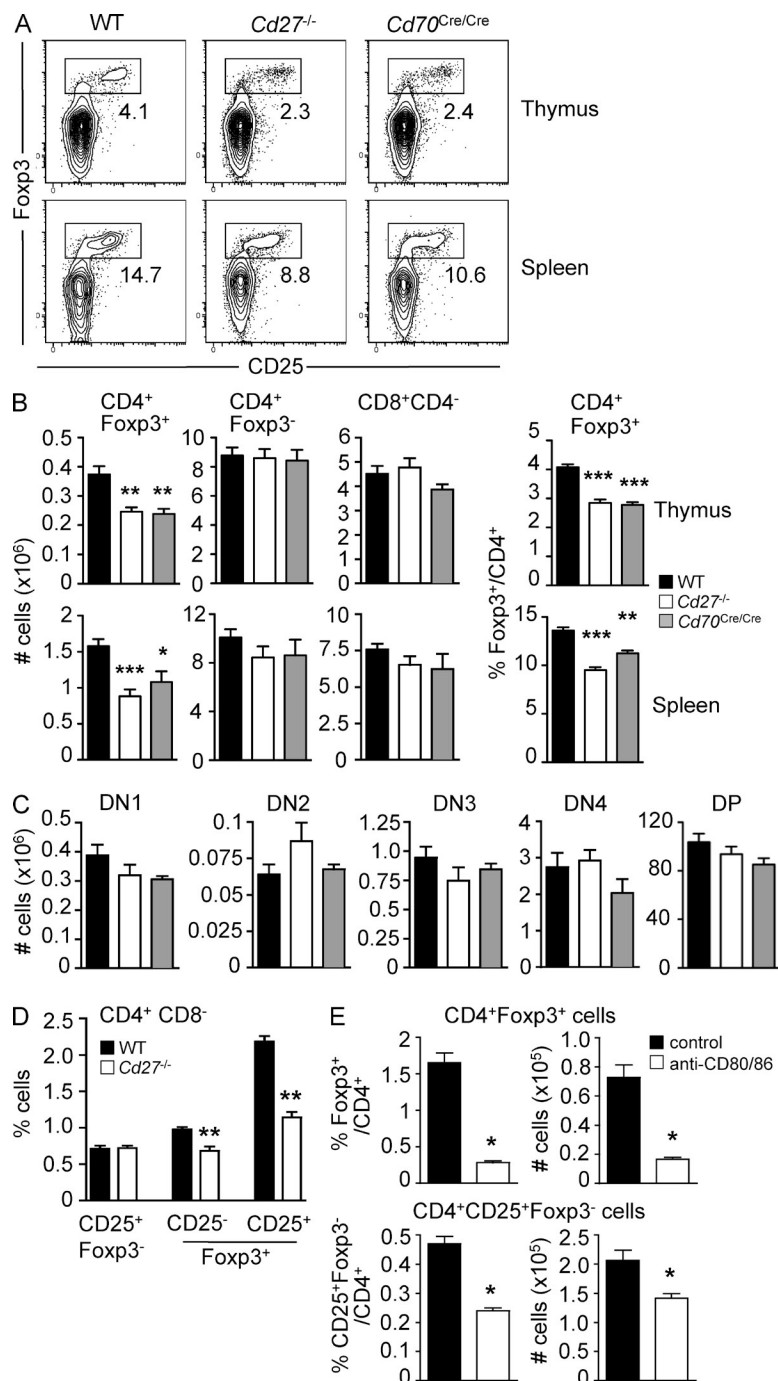 A
WT Cd27-/- Cd70Cre/Cre
4.1 2.3 2.4 Thymus
Foxp3
14.7 8.8 10.6 Spleen
0 0 0
CD25
B
CD4+ Foxp3+
CD4+ Foxp3-
CD8+CD4-
CD4+ Foxp3+
# cells (x10⁶)
0.5 0.4 0.3 0.2 0.1 0
** **
10 8 6 4 2 0
6 5 4 3 2 1 0
% Foxp3+/CD4+
5 4 3 2 1 0
*** ***
Thymus
WT
Cd27-/-
Cd70Cre/Cre
2 1.5 1 0.5 0
*** *
12 8 4 0
10 7.5 5.0 2.5 0
15 10 5 0
*** **
Spleen
C
DN1 DN2 DN3 DN4 DP
# cells (x10⁶)
0.5 0.4 0.3 0.2 0.1 0
0.1 0.075 0.05 0.025 0
1.25 1 0.75 0.5 0.25 0
4 3 2 1 0
120 80 40 0
D
CD4+ CD8-
WT
Cd27-/-
% cells
2.5 2.0 1.5 1.0 0.5 0
** **
CD25+ Foxp3-
CD25- CD25+
Foxp3+
E
CD4+Foxp3+ cells
control
anti-CD80/86
% Foxp3+ /CD4+
2 1.5 1 0.5 0
*
# cells (x10⁵)
1.0 0.8 0.6 0.4 0.2 0
*
CD4+CD25+Foxp3- cells
% CD25+Foxp3- /CD4+
0.5 0.4 0.3 0.2 0.1 0
*
# cells (x10⁵)
2.5 2.0 1.5 1.0 0.5 0
*